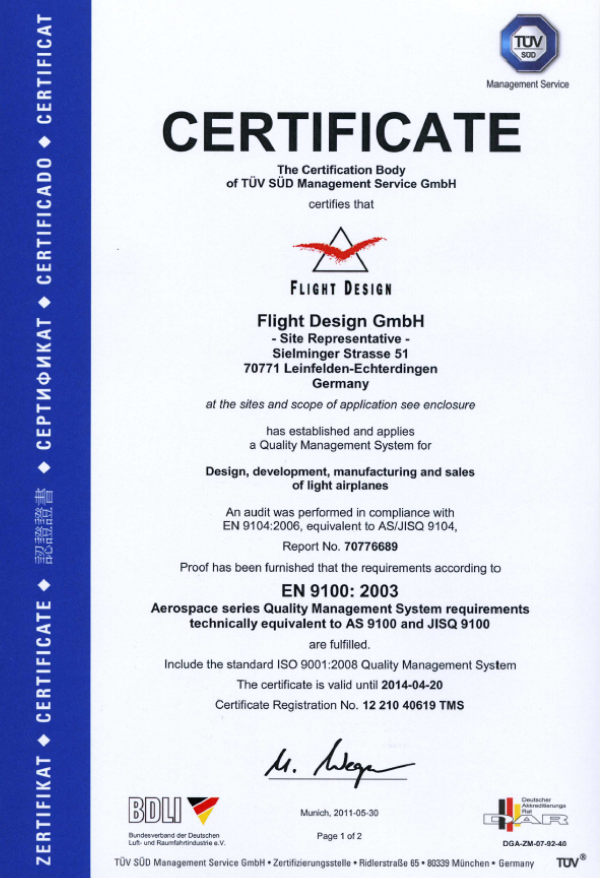 TÜV
SÜD
Management Service
CERTIFICATE
The Certification Body
of TÜV SÜD Management Service GmbH
certifies that
FLIGHT DESIGN
Flight Design GmbH
- Site Representative -
Sielminger Strasse 51
70771 Leinfelden-Echterdingen
Germany
at the sites and scope of application see enclosure
has established and applies
a Quality Management System for
Design, development, manufacturing and sales
of light airplanes
An audit was performed in compliance with
EN 9104:2006, equivalent to AS/JISQ 9104,
Report No. 70776689
Proof has been furnished that the requirements according to
EN 9100: 2003
Aerospace series Quality Management System requirements
technically equivalent to AS 9100 and JISQ 9100
are fulfilled.
Include the standard ISO 9001:2008 Quality Management System
The certificate is valid until 2014-04-20
Certificate Registration No. 12 210 40619 TMS
M. Wegner
BDLI
Bundesverband der Deutschen
Luft- und Raumfahrtindustrie e.V.
Munich, 2011-05-30
Page 1 of 2
Deutscher
Akkreditierungs
Rat
DAR
DGA-ZM-07-92-40
TÜV SÜD Management Service GmbH • Zertifizierungsstelle • Ridlerstraße 65 • 80339 München • Germany
TÜV®
ZERTIFIKAT ◆ CERTIFICATE ◆ 認證證書 ◆ СЕРТИФИКАТ ◆ CERTIFICADO ◆ CERTIFICAT